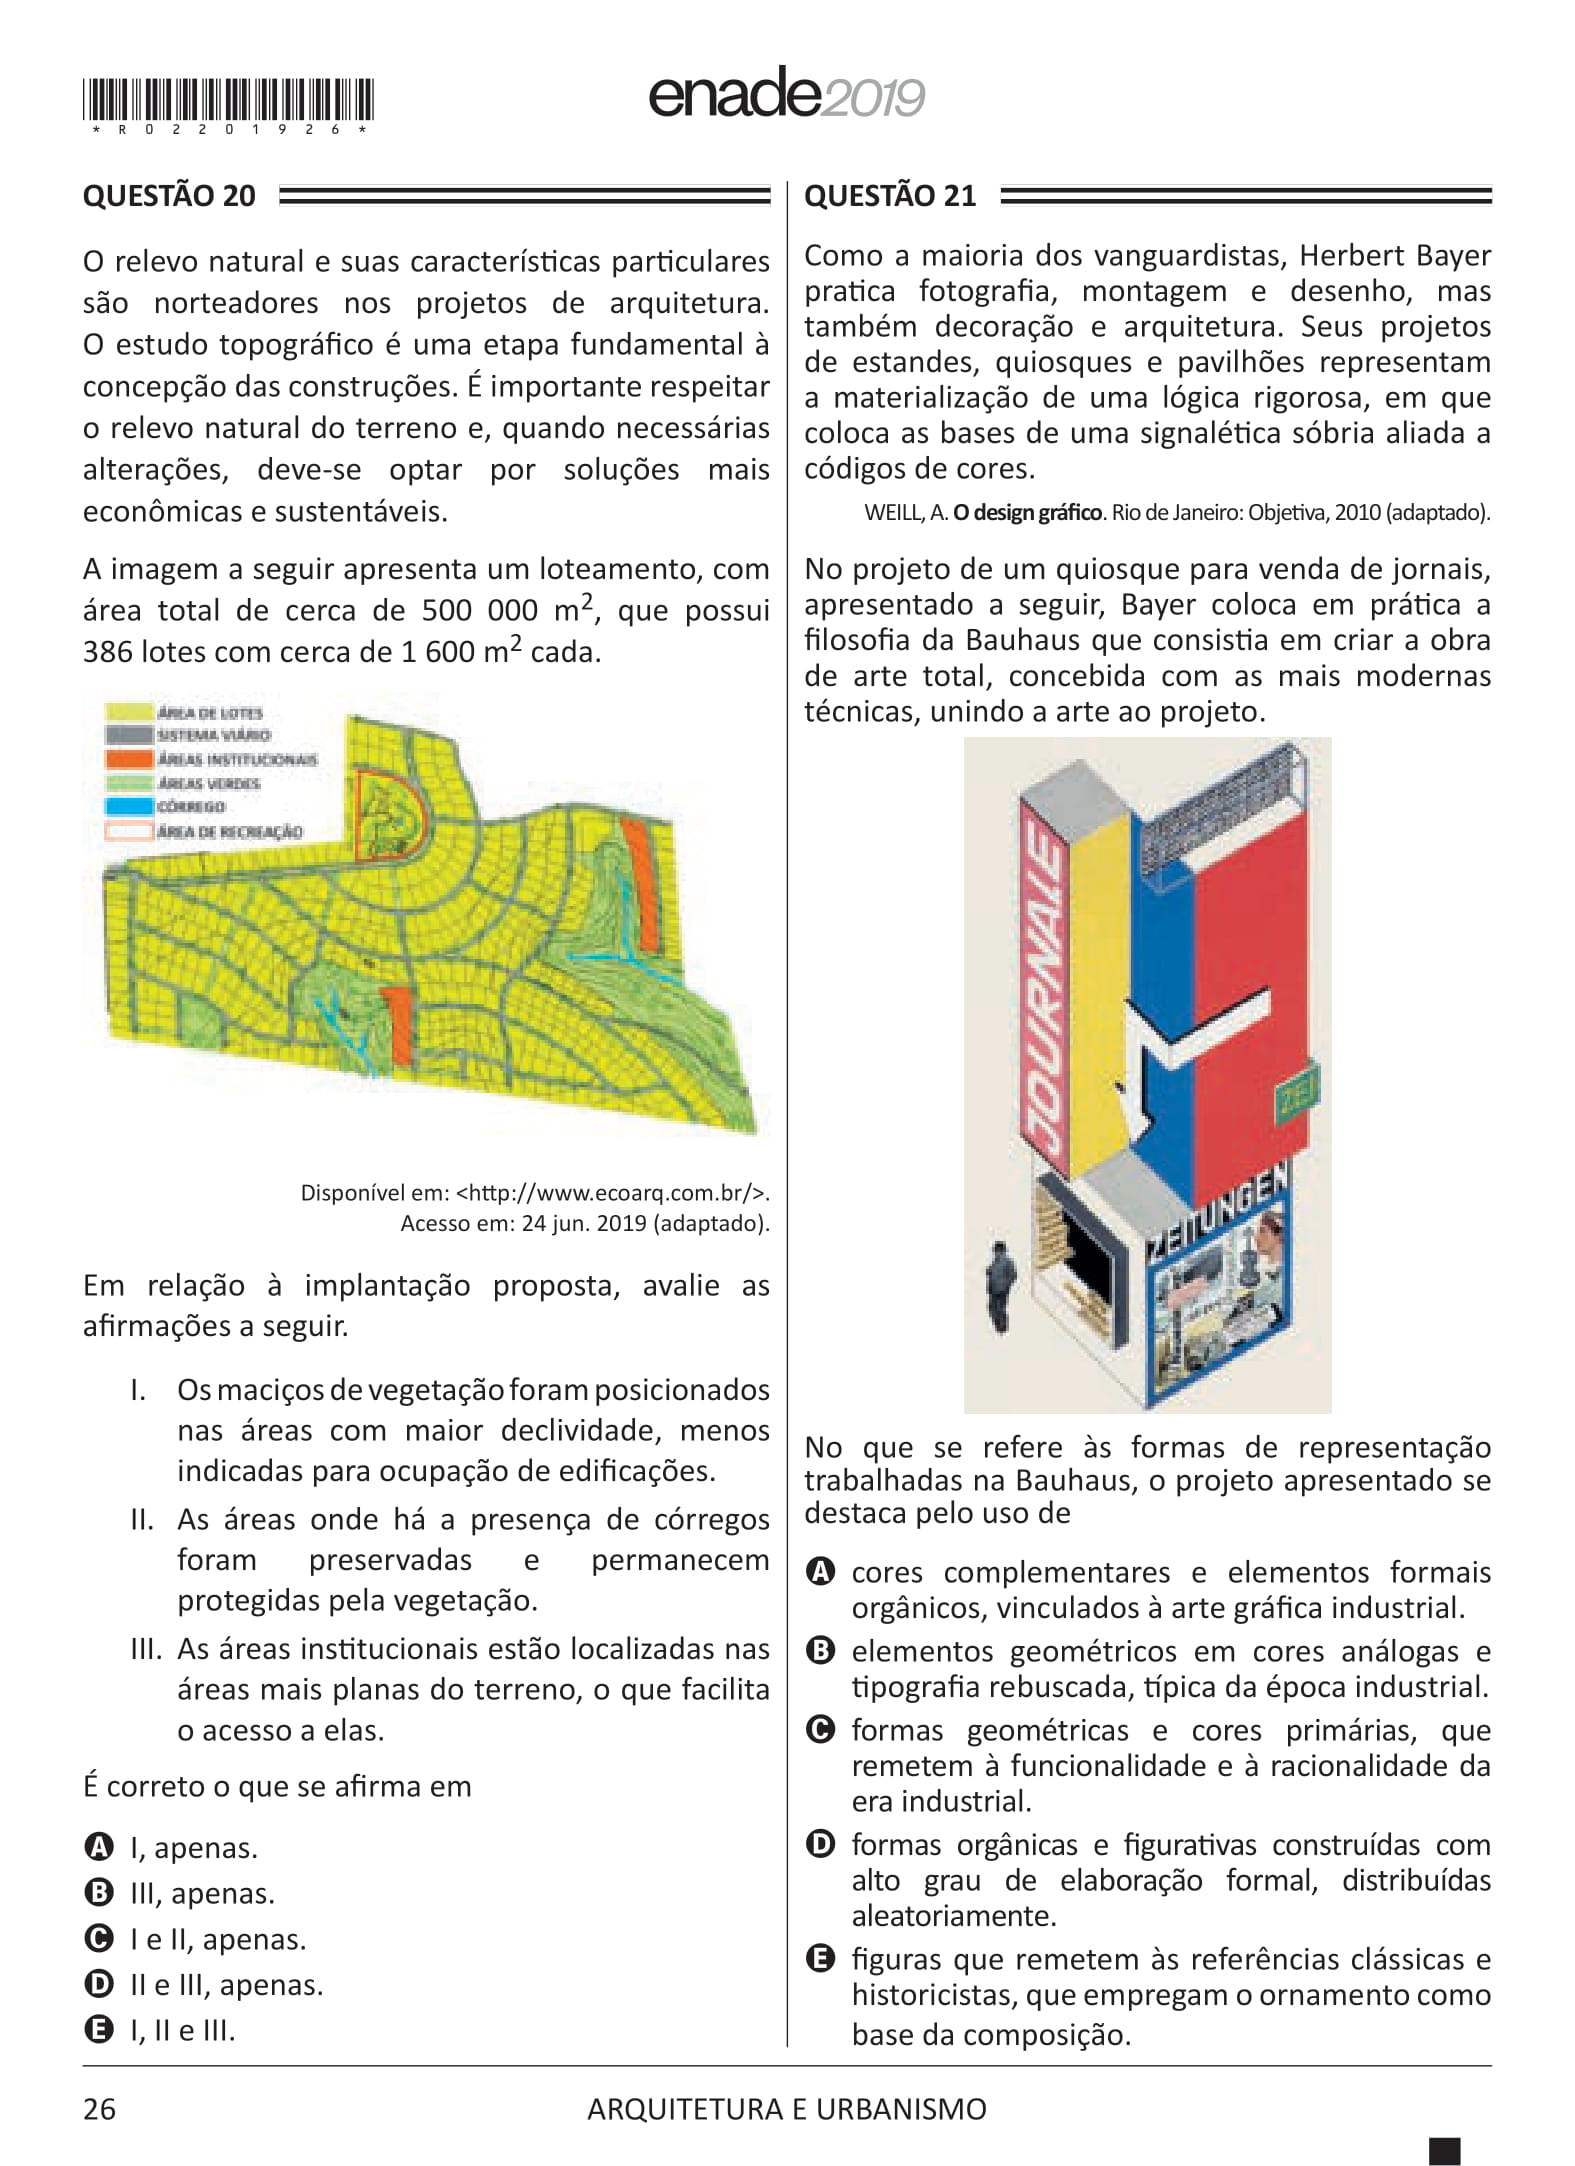 *R02201926*
enade2019
QUESTÃO 20
O relevo natural e suas características particulares
são norteadores nos projetos de arquitetura.
O estudo topográfico é uma etapa fundamental à
concepção das construções. É importante respeitar
o relevo natural do terreno e, quando necessárias
alterações, deve-se optar por soluções mais
econômicas e sustentáveis.
A imagem a seguir apresenta um loteamento, com
área total de cerca de 500 000 m², que possui
386 lotes com cerca de 1 600 m² cada.
ÁREA DE LOTES
SISTEMA VIÁRIO
ÁREAS INSTITUCIONAIS
ÁREAS VERDES
CÓRREGO
ÁREA DE RECREAÇÃO
Disponível em: <http://www.ecoarq.com.br/>.
Acesso em: 24 jun. 2019 (adaptado).
Em relação à implantação proposta, avalie as
afirmações a seguir.
I. Os maciços de vegetação foram posicionados
nas áreas com maior declividade, menos
indicadas para ocupação de edificações.
II. As áreas onde há a presença de córregos
foram preservadas e permanecem
protegidas pela vegetação.
III. As áreas institucionais estão localizadas nas
áreas mais planas do terreno, o que facilita
o acesso a elas.
É correto o que se afirma em
A I, apenas.
B III, apenas.
C I e II, apenas.
D II e III, apenas.
E I, II e III.
QUESTÃO 21
Como a maioria dos vanguardistas, Herbert Bayer
pratica fotografia, montagem e desenho, mas
também decoração e arquitetura. Seus projetos
de estandes, quiosques e pavilhões representam
a materialização de uma lógica rigorosa, em que
coloca as bases de uma signalética sóbria aliada a
códigos de cores.
WEILL, A. O design gráfico. Rio de Janeiro: Objetiva, 2010 (adaptado).
No projeto de um quiosque para venda de jornais,
apresentado a seguir, Bayer coloca em prática a
filosofia da Bauhaus que consistia em criar a obra
de arte total, concebida com as mais modernas
técnicas, unindo a arte ao projeto.
JOURNALE
ZEITUNGEN
No que se refere às formas de representação
trabalhadas na Bauhaus, o projeto apresentado se
destaca pelo uso de
A cores complementares e elementos formais
orgânicos, vinculados à arte gráfica industrial.
B elementos geométricos em cores análogas e
tipografia rebuscada, típica da época industrial.
C formas geométricas e cores primárias, que
remetem à funcionalidade e à racionalidade da
era industrial.
D formas orgânicas e figurativas construídas com
alto grau de elaboração formal, distribuídas
aleatoriamente.
E figuras que remetem às referências clássicas e
historicistas, que empregam o ornamento como
base da composição.
26
ARQUITETURA E URBANISMO